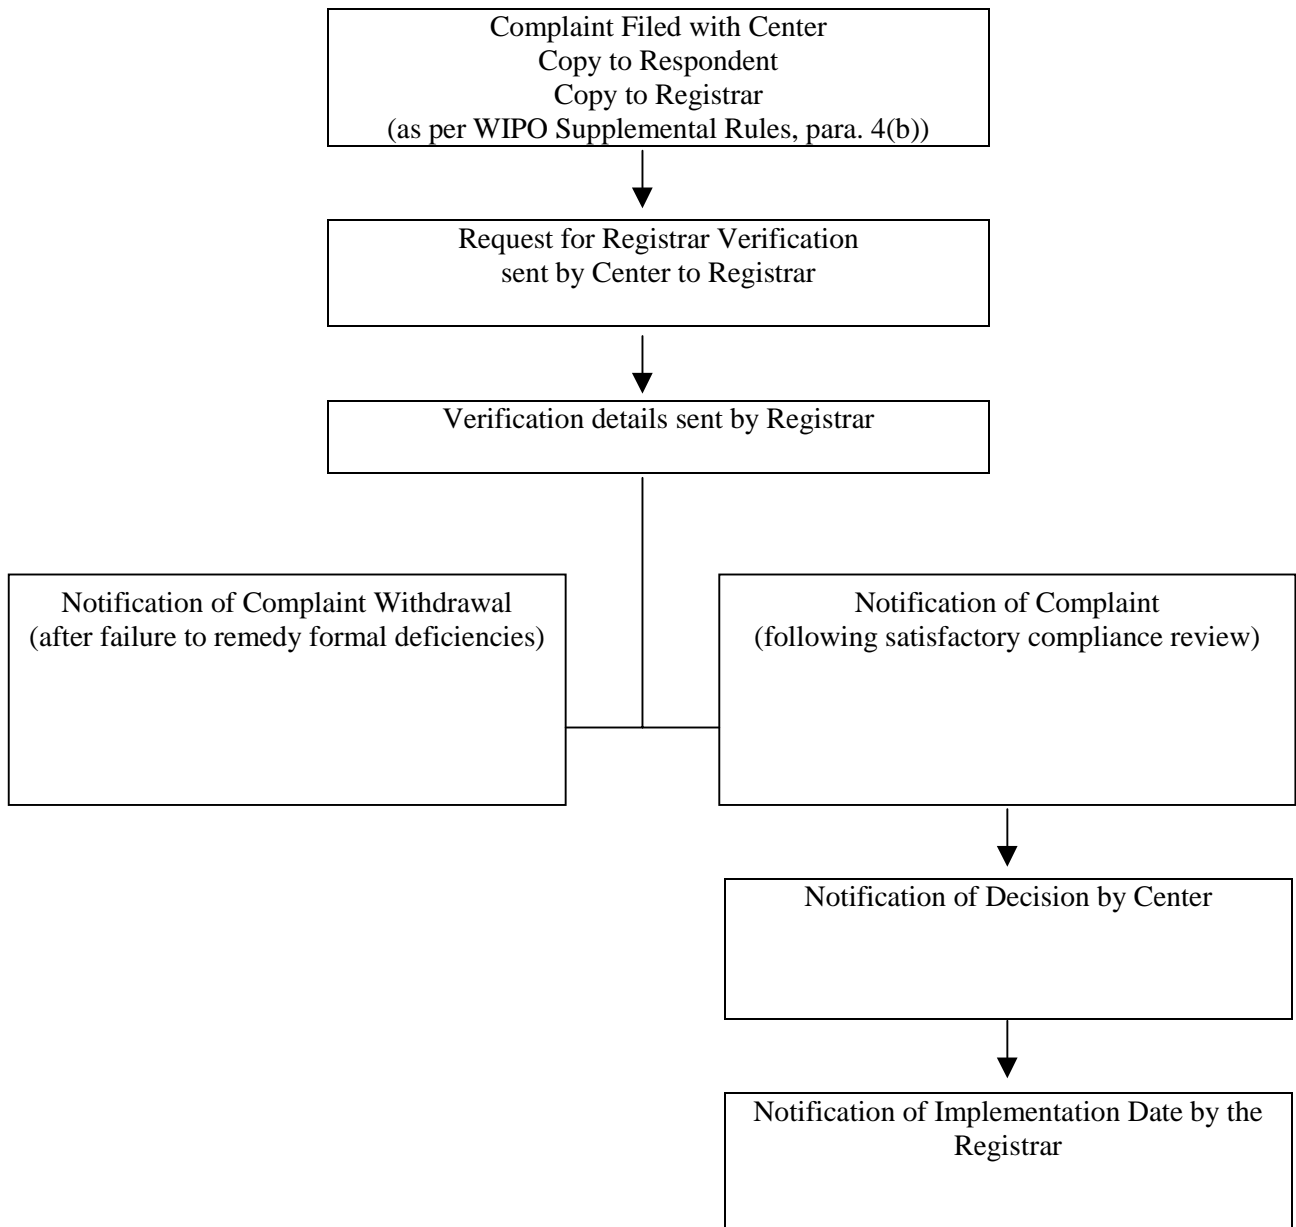 Complaint Filed with Center
Copy to Respondent
Copy to Registrar
(as per WIPO Supplemental Rules, para. 4(b))
Request for Registrar Verification
sent by Center to Registrar
Verification details sent by Registrar
Notification of Complaint Withdrawal
(after failure to remedy formal deficiencies)
Notification of Complaint
(following satisfactory compliance review)
Notification of Decision by Center
Notification of Implementation Date by the
Registrar